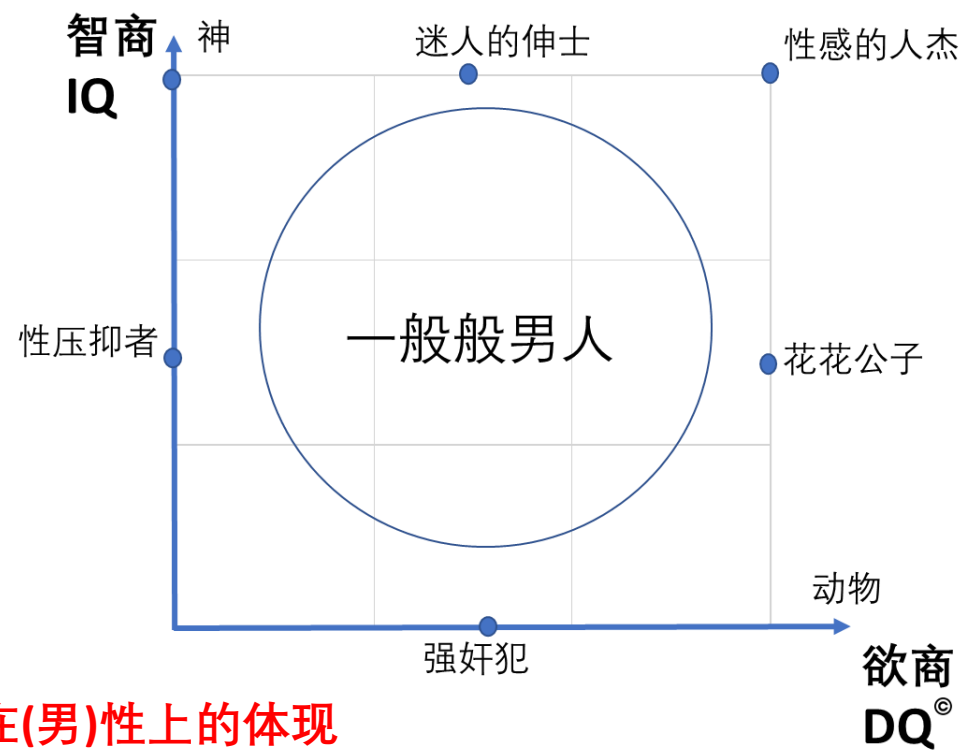 智商
IQ
神
迷人的伸士
性感的人杰
性压抑者
一般般男人
花花公子
动物
强奸犯
欲商
DQ©
在(男)性上的体现